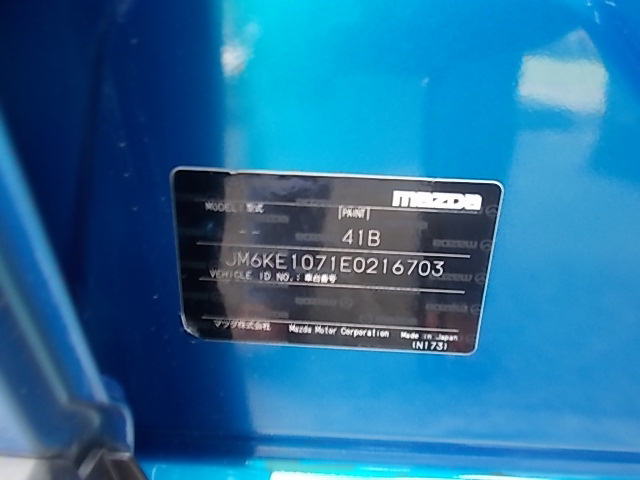 mazda
MODEL: 型式 [PAINT]
41B
JM6KE1071E0216703
VEHICLE ID NO.: 車台番号
マツダ株式会社 Mazda Motor Corporation Made in Japan
(N173)